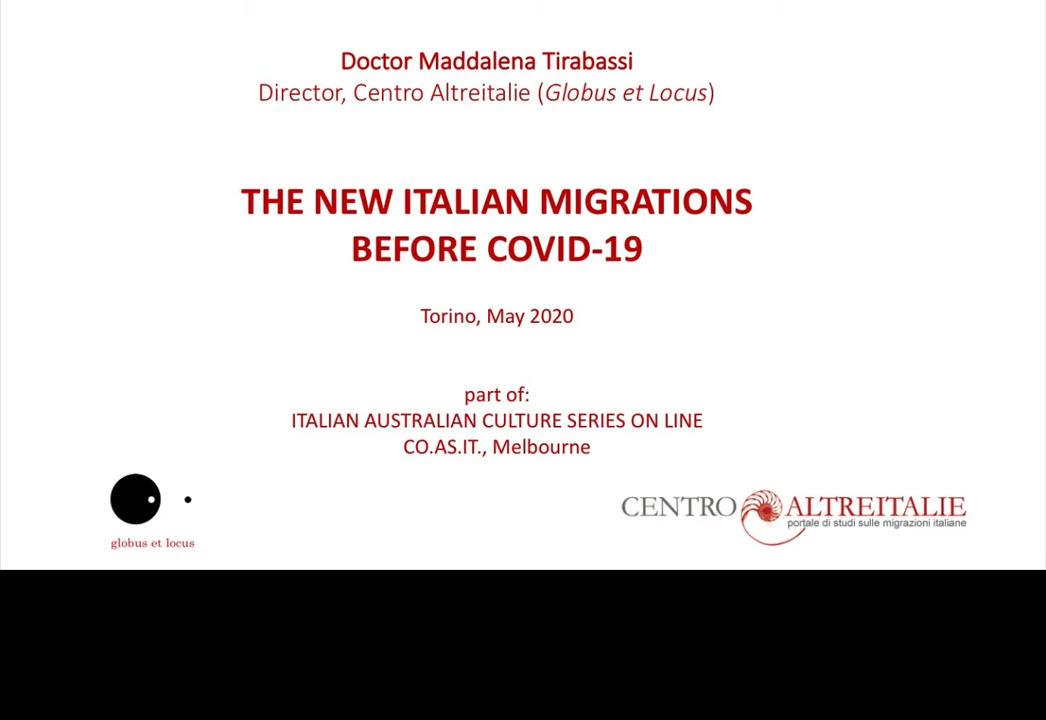 Doctor Maddalena Tirabassi
Director, Centro Altreitalie (Globus et Locus)
THE NEW ITALIAN MIGRATIONS
BEFORE COVID-19
Torino, May 2020
part of:
ITALIAN AUSTRALIAN CULTURE SERIES ON LINE
CO.AS.IT., Melbourne
globus et locus
CENTRO ALTREITALIE
portale di studi sulle migrazioni italiane